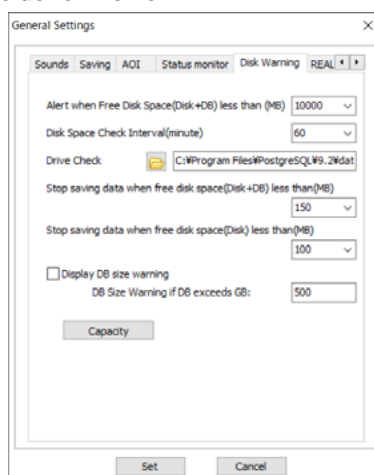 General Settings
Sounds Saving AOI Status monitor Disk Warning REAL
Alert when Free Disk Space(Disk+DB) less than (MB) 10000
Disk Space Check Interval(minute) 60
Drive Check C:¥Program Files¥PostgreSQL¥9.2¥dat
Stop saving data when free disk space(Disk+DB) less than(MB)
150
Stop saving data when free disk space(Disk) less than(MB)
100
Display DB size warning
DB Size Warning if DB exceeds GB: 500
Capacity
Set Cancel